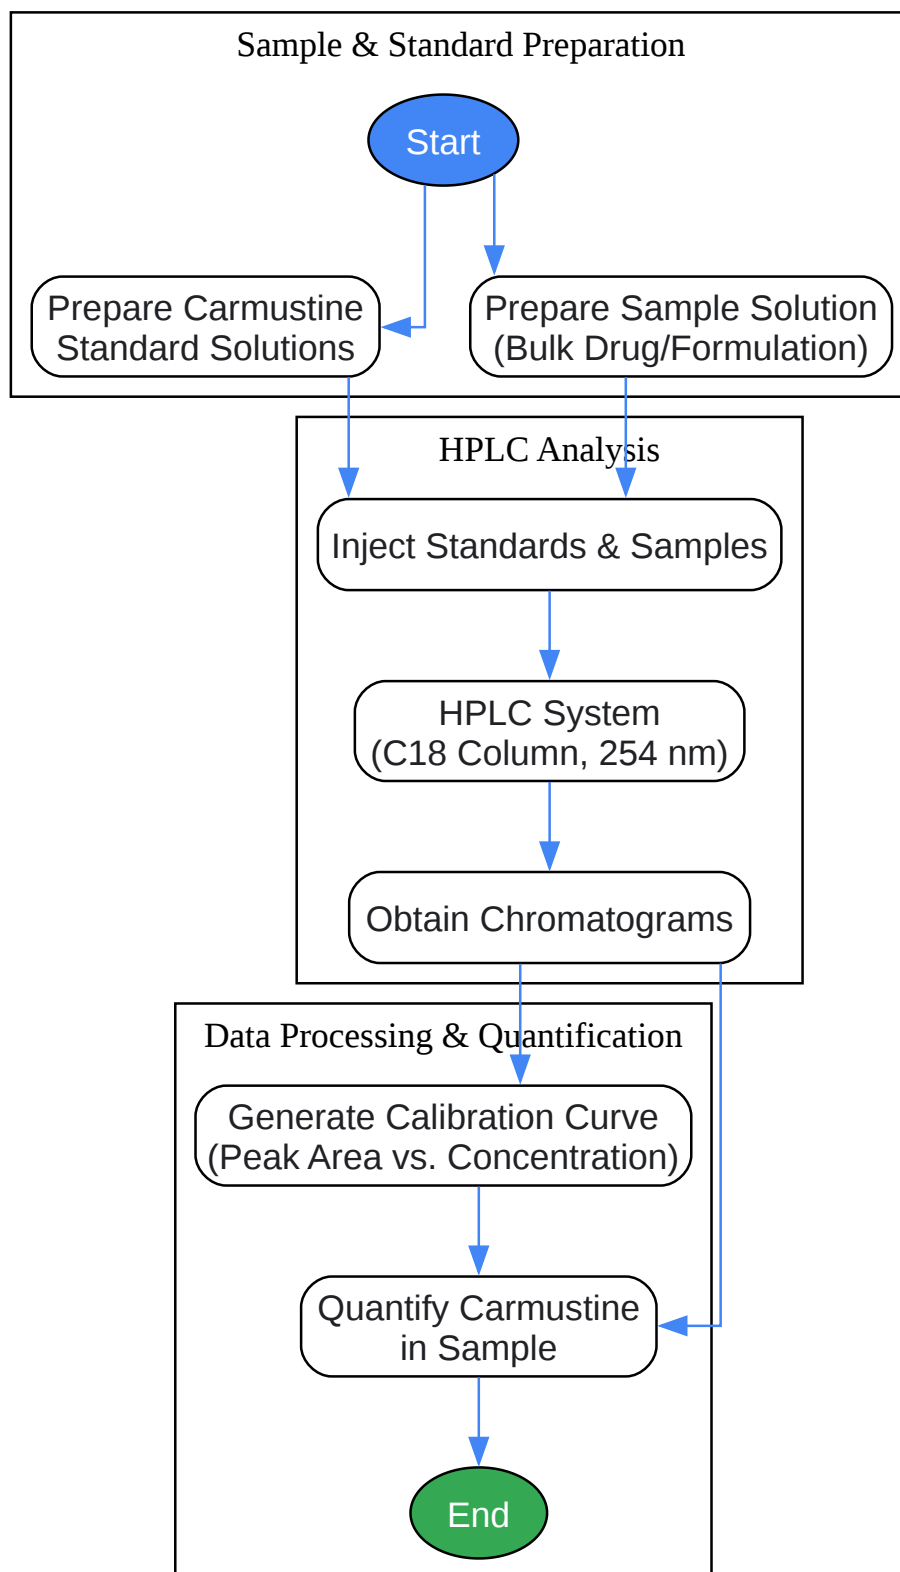 Sample & Standard Preparation
Start
Prepare Carmustine
Standard Solutions
Prepare Sample Solution
(Bulk Drug/Formulation)
HPLC Analysis
Inject Standards & Samples
HPLC System
(C18 Column, 254 nm)
Obtain Chromatograms
Data Processing & Quantification
Generate Calibration Curve
(Peak Area vs. Concentration)
Quantify Carmustine
in Sample
End